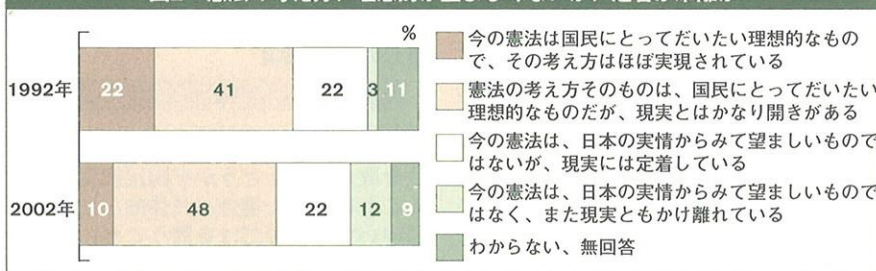 %
1992年 22 41 22 3 11
2002年 10 48 22 12 9
今の憲法は国民にとってだいたい理想的なもの
で、その考え方はほぼ実現されている
憲法の考え方そのものは、国民にとってだいたい
理想的なものだが、現実とはかなり開きがある
今の憲法は、日本の実情からみて望ましいもので
はないが、現実には定着している
今の憲法は、日本の実情からみて望ましいもので
はなく、また現実ともかけ離れている
わからない、無回答